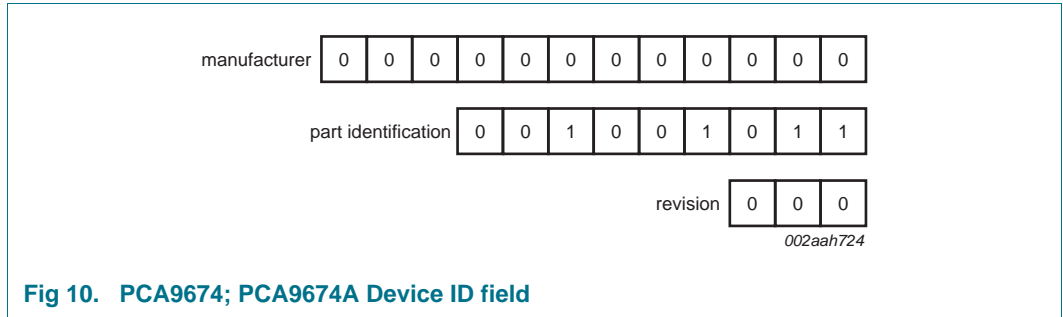 manufacturer 0 0 0 0 0 0 0 0 0 0 0 0
part identification 0 0 1 0 0 1 0 1 1
revision 0 0 0
002aah724
Fig 10. PCA9674; PCA9674A Device ID field